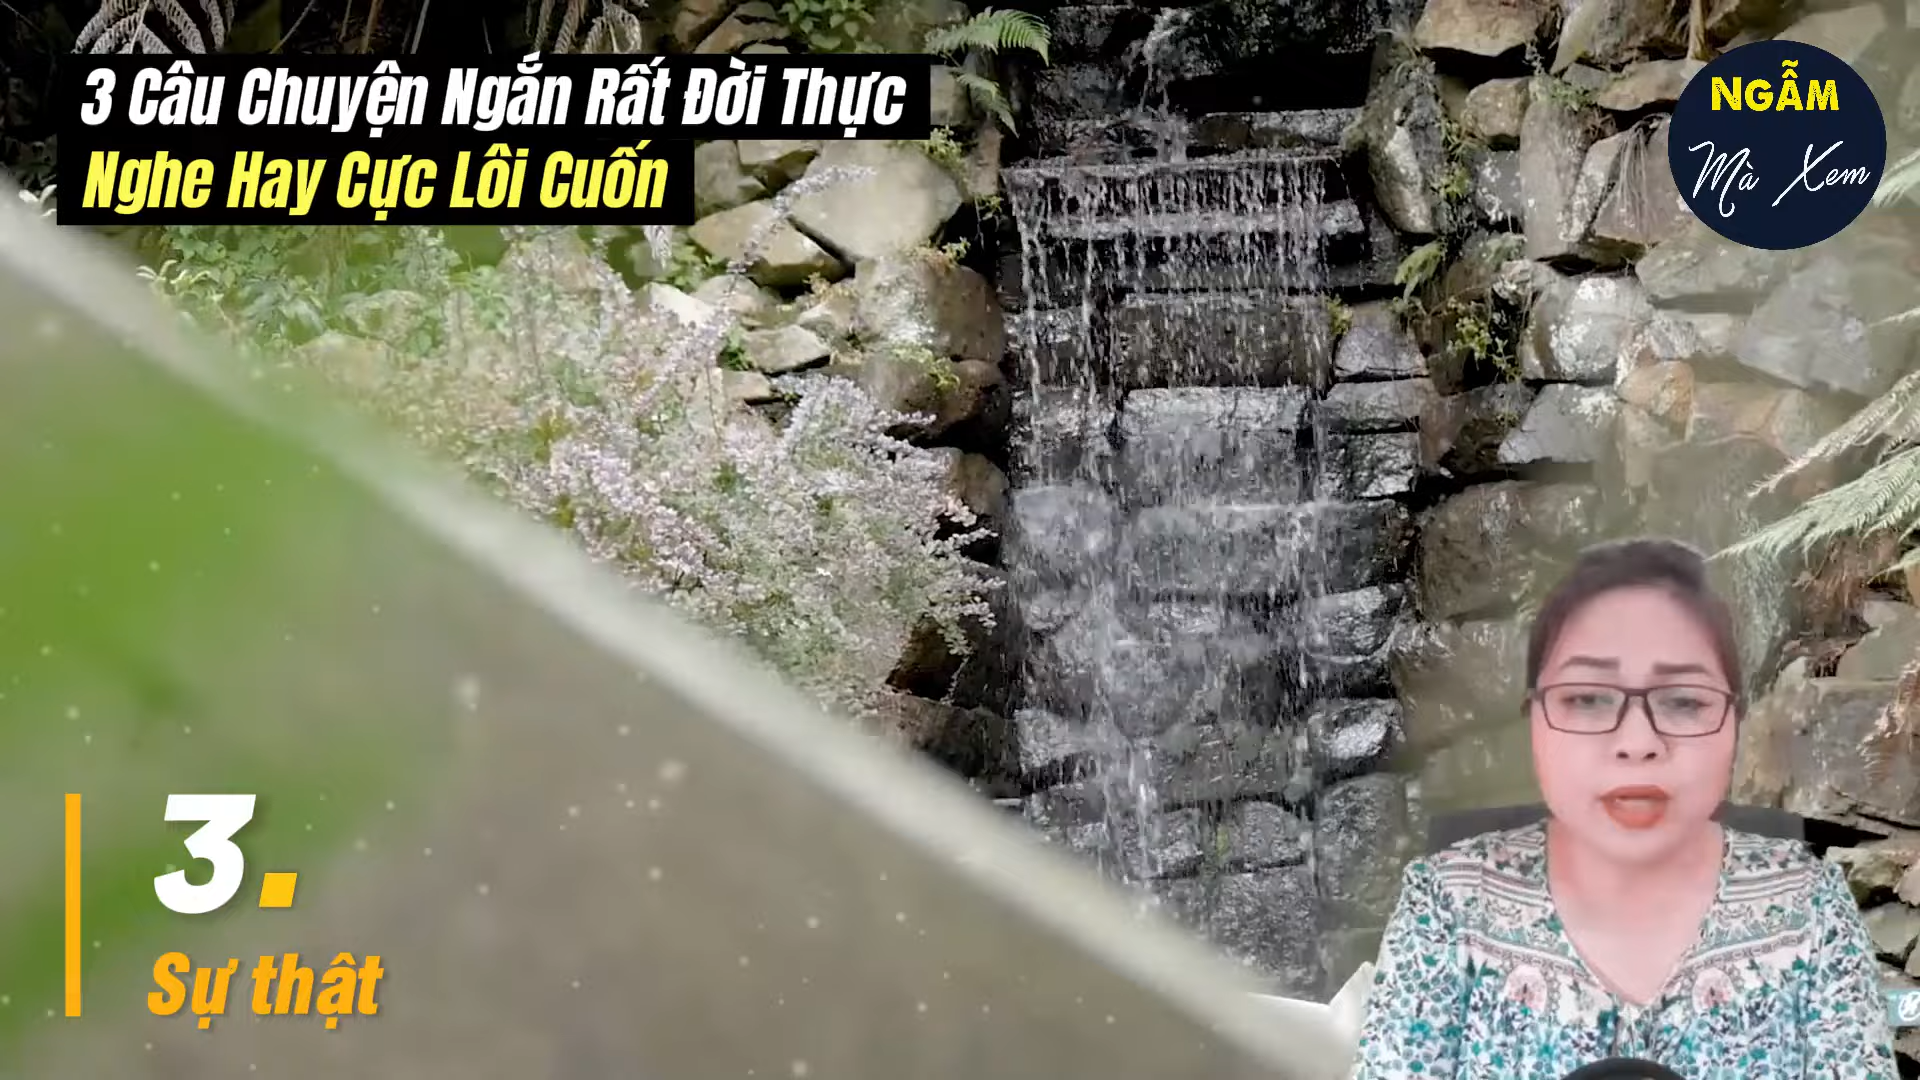 3 Câu Chuyện Ngắn Rất Đời Thực
Nghe Hay Cực Lôi Cuốn
NGẪM
Mà Xem
3.
Sự thật